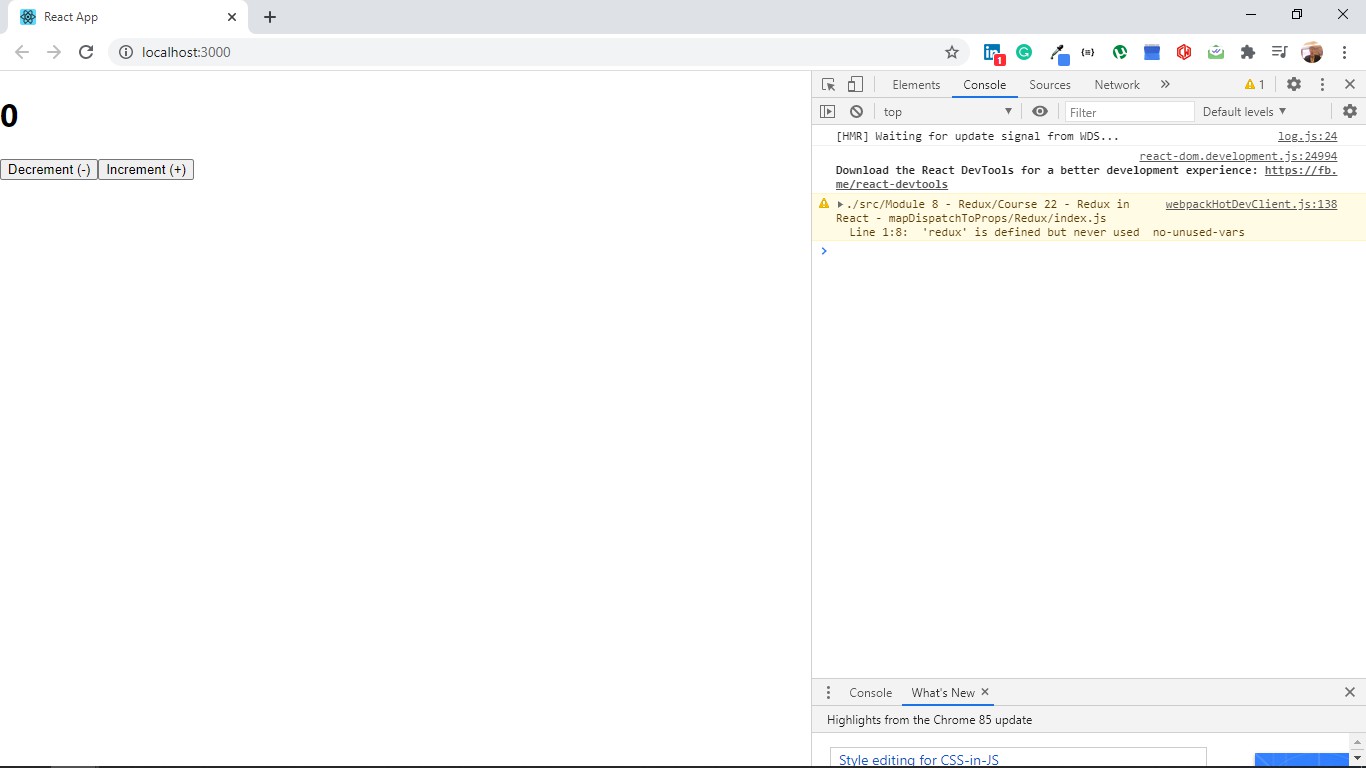 React App
localhost:3000
1
Elements Console Sources Network 1
top Filter Default levels
0
Decrement (-) Increment (+)
[HMR] Waiting for update signal from WDS... log.js:24
react-dom.development.js:24994
Download the React DevTools for a better development experience: https://fb.
me/react-devtools
./src/Module 8 - Redux/Course 22 - Redux in webpackHotDevClient.js:138
React - mapDispatchToProps/Redux/index.js
Line 1:8: 'redux' is defined but never used no-unused-vars
Console What's New
Highlights from the Chrome 85 update
Style editing for CSS-in-JS